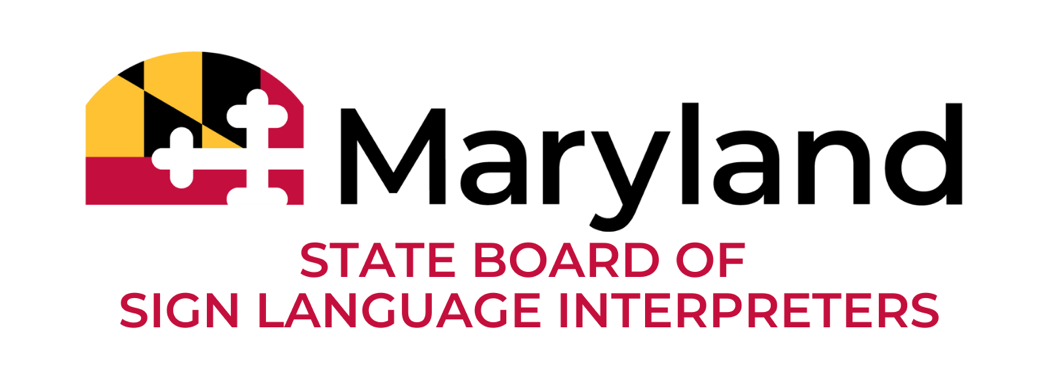 Maryland
STATE BOARD OF
SIGN LANGUAGE INTERPRETERS